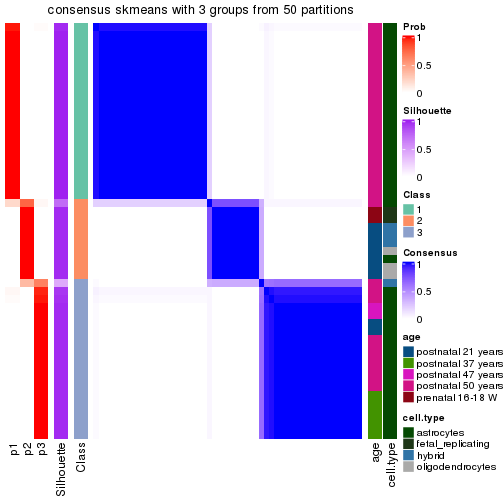 consensus skmeans with 3 groups from 50 partitions
Prob
1
0.5
0
Silhouette
1
0.5
0
Class
1
2
3
Consensus
1
0.5
0
age
postnatal 21 years
postnatal 37 years
postnatal 47 years
postnatal 50 years
prenatal 16-18 W
cell.type
astrocytes
fetal_replicating
hybrid
oligodendrocytes
p1
p2
p3
Silhouette
Class
age
cell.type